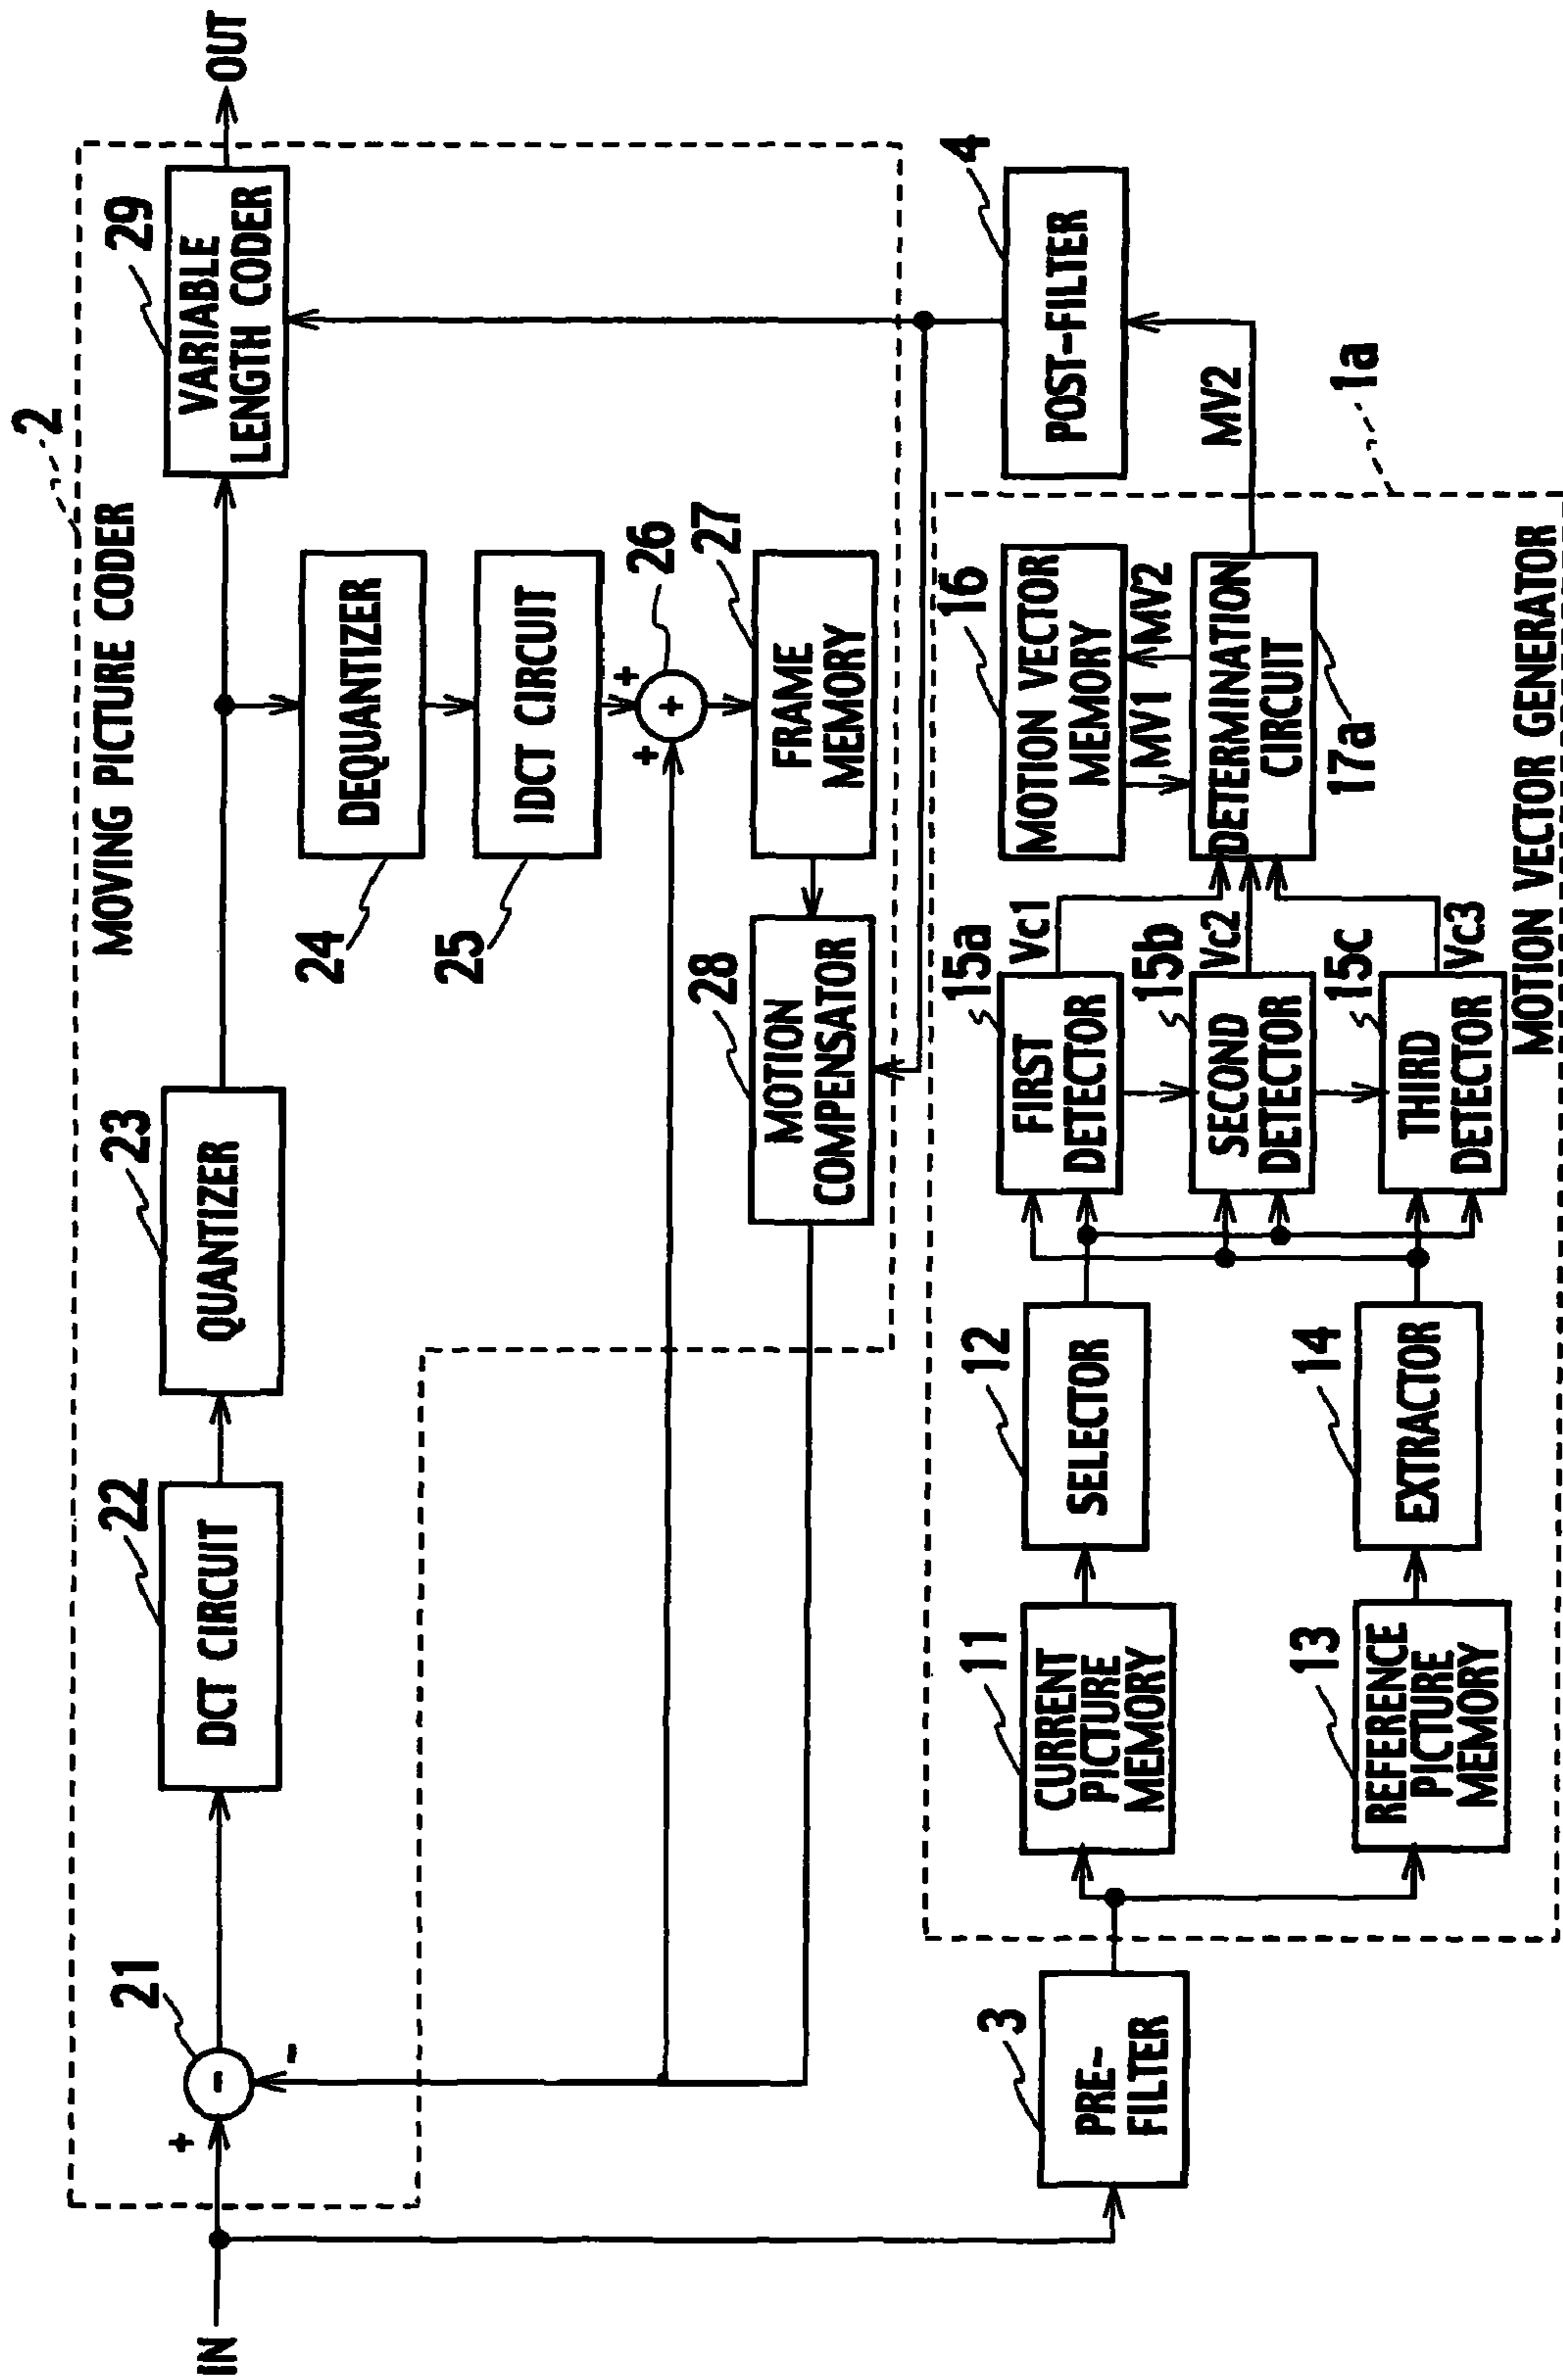 2
MOVING PICTURE CODER
IN
+
21
-
-
22
DCT CIRCUIT
23
QUANTIZER
29
VARIABLE
LENGTH CODER
OUT
24
DEQUANTIZER
25
IDCT CIRCUIT
+
+
+
26
27
FRAME
MEMORY
28
MOTION
COMPENSATOR
3
PRE-
FILTER
11
CURRENT
PICTURE
MEMORY
12
SELECTOR
13
REFERENCE
PICTURE
MEMORY
14
EXTRACTOR
15a
FIRST
DETECTOR
Vc1
15b
SECOND
DETECTOR
Vc2
15c
THIRD
DETECTOR
Vc3
16
MOTION VECTOR
MEMORY
MV1
MV2
DETERMINATION
CIRCUIT
17a
MV2
4
POST-FILTER
1a
MOTION VECTOR GENERATOR